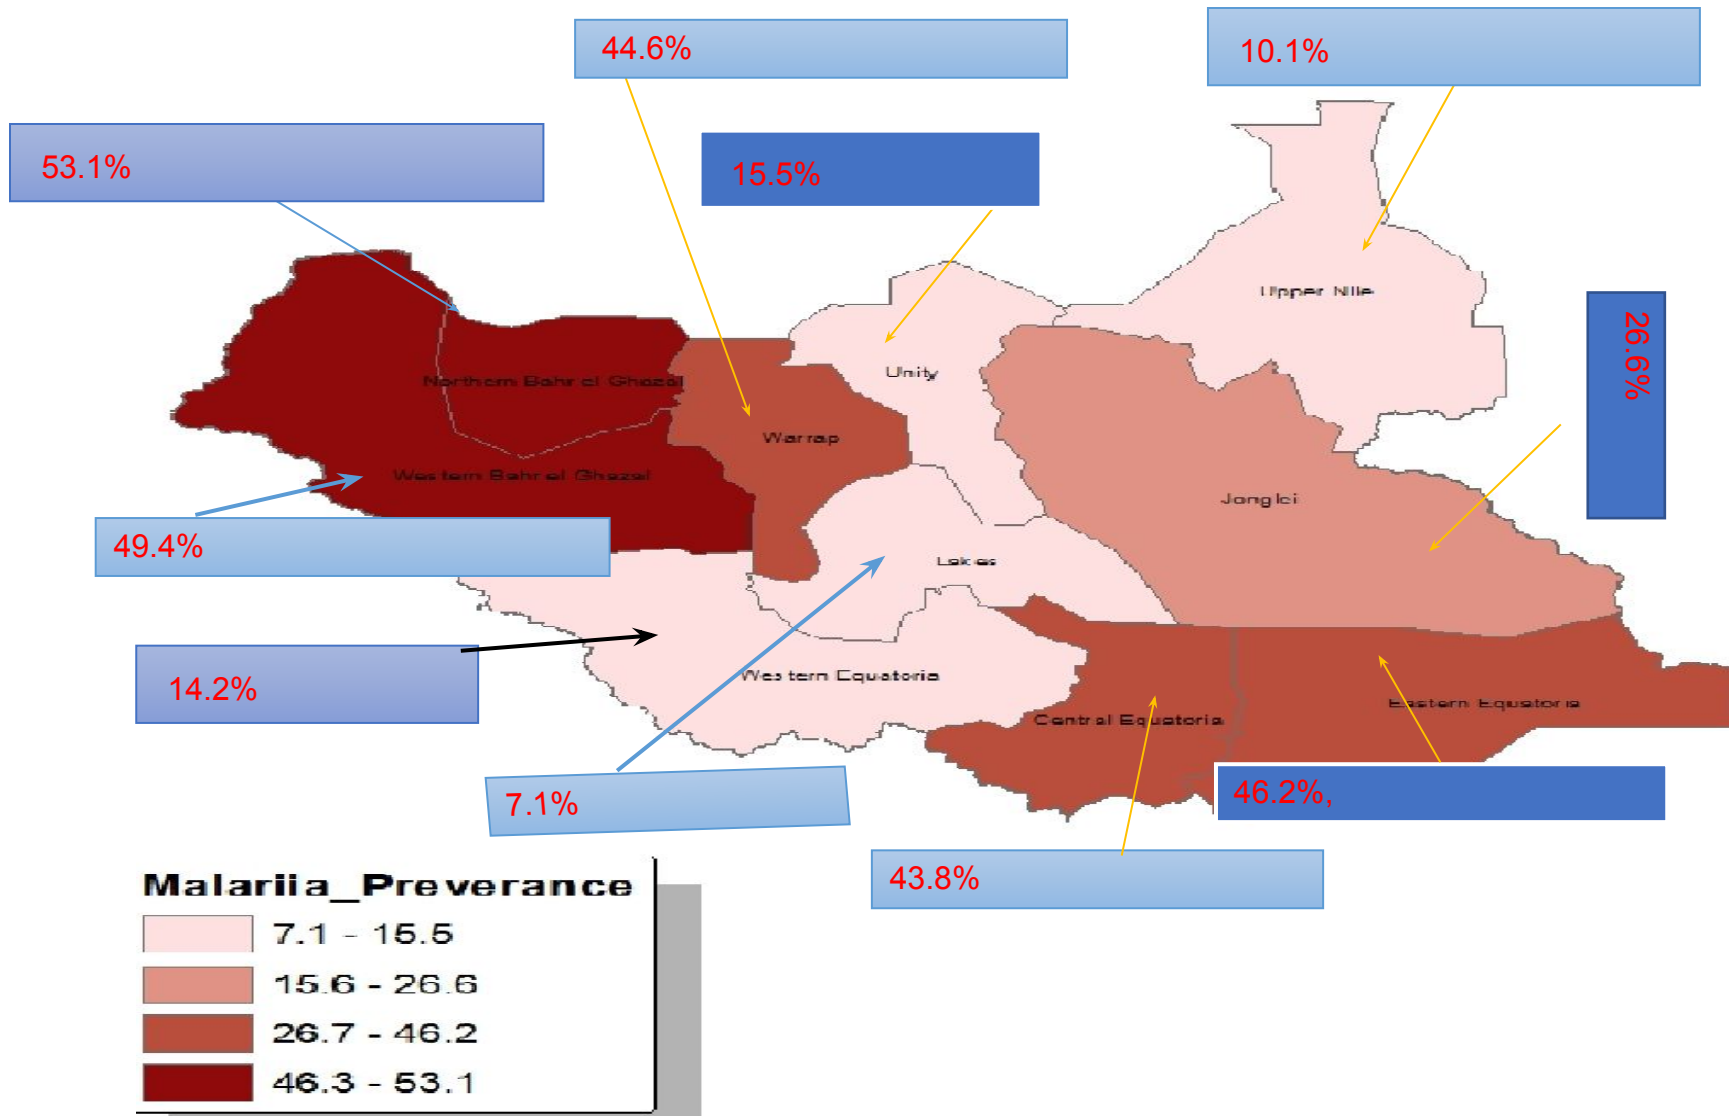 44.6%
10.1%
53.1%
15.5%
26.6%
Upper Nile
Unity
Northern Bahr el Ghazal
Warrap
Western Bahr el Ghazal
Jonglei
49.4%
Lakes
14.2%
Western Equatoria
Eastern Equatoria
Central Equatoria
7.1%
46.2%,
43.8%
Malariia_Preverance
7.1 - 15.5
15.6 - 26.6
26.7 - 46.2
46.3 - 53.1